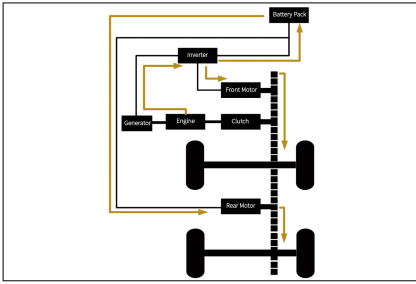 Battery Pack
Inverter
Front Motor
Generator
Engine
Clutch
Rear Motor